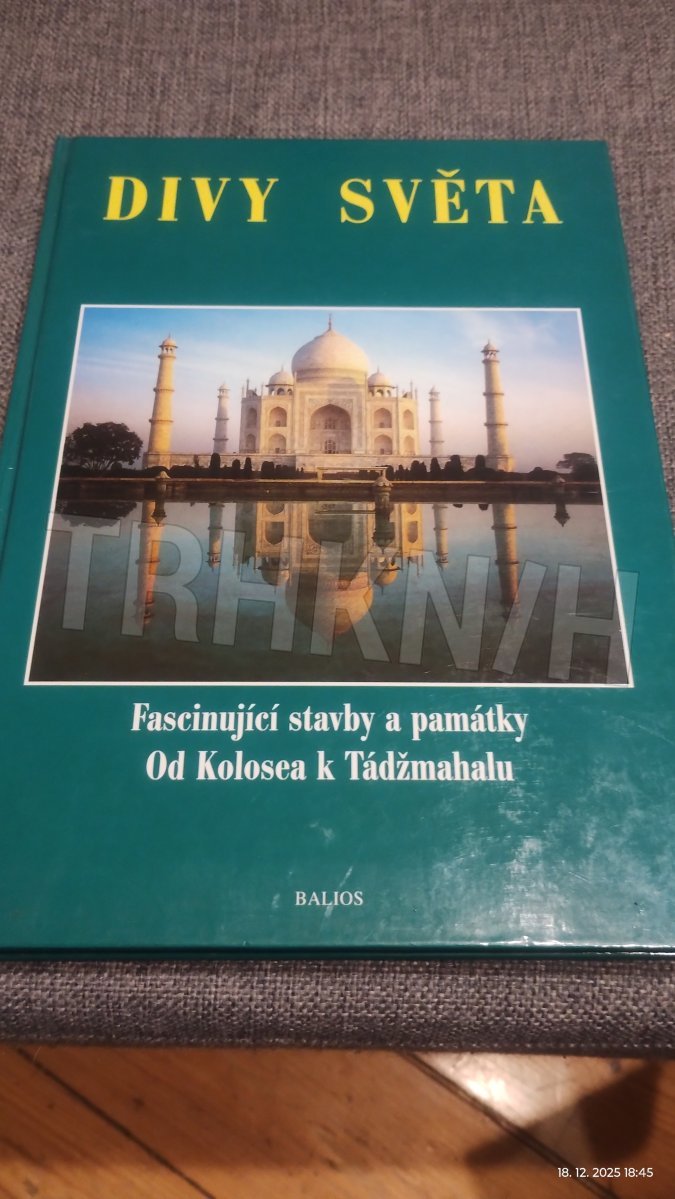 DIVY SVĚTA
TRHKNIH
Fascinující stavby a památky
Od Kolosea k Tádžmahalu
BALIOS
18. 12. 2025 18:45